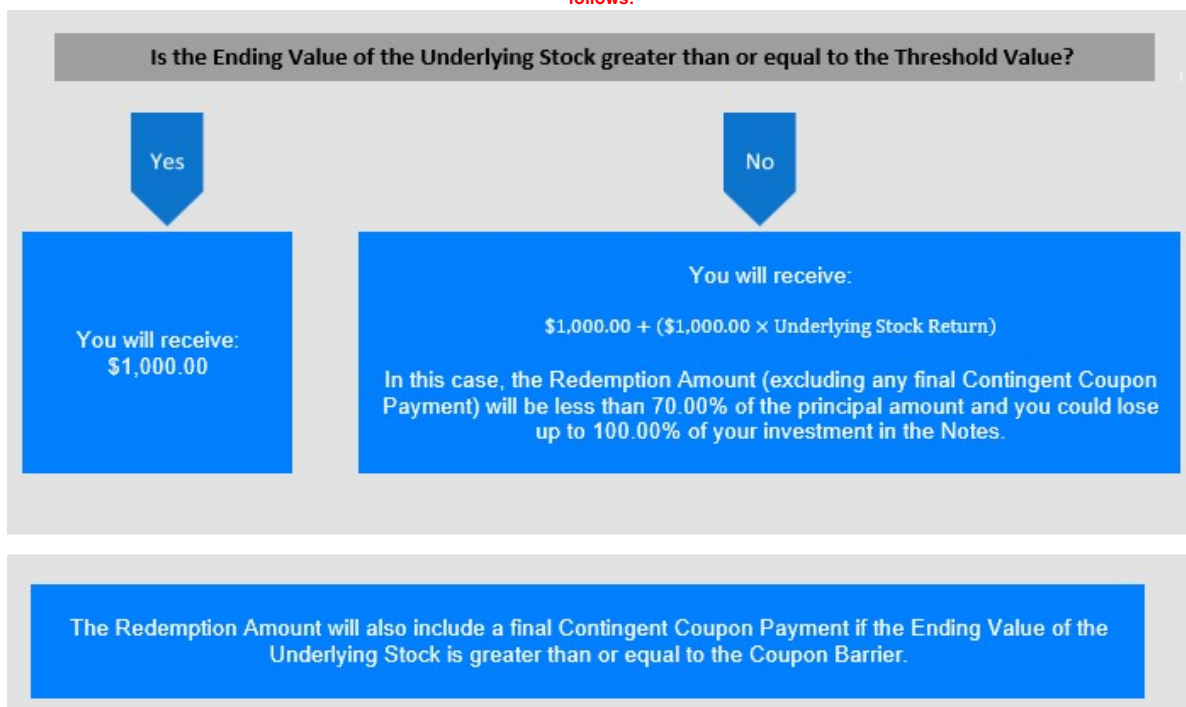 follows:
Is the Ending Value of the Underlying Stock greater than or equal to the Threshold Value?
Yes
No
You will receive:
$1,000.00
You will receive:
$1,000.00 + ($1,000.00 × Underlying Stock Return)
In this case, the Redemption Amount (excluding any final Contingent Coupon
Payment) will be less than 70.00% of the principal amount and you could lose
up to 100.00% of your investment in the Notes.
The Redemption Amount will also include a final Contingent Coupon Payment if the Ending Value of the
Underlying Stock is greater than or equal to the Coupon Barrier.